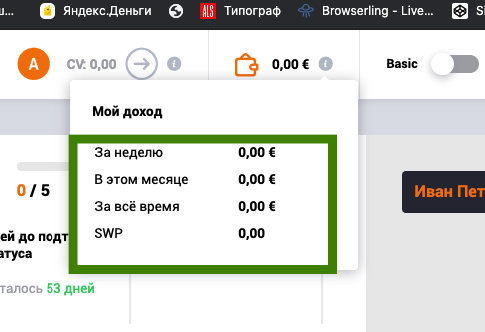 ш... Яндекс.Деньги ALS Типограф Browserling - Live...
A CV: 0,00 0,00 € Basic
Мой доход
За неделю 0,00 €
В этом месяце 0,00 €
За всё время 0,00 €
SWP 0,00
0 / 5
Иван Пет
ей до подт
атуса
талось 53 дней